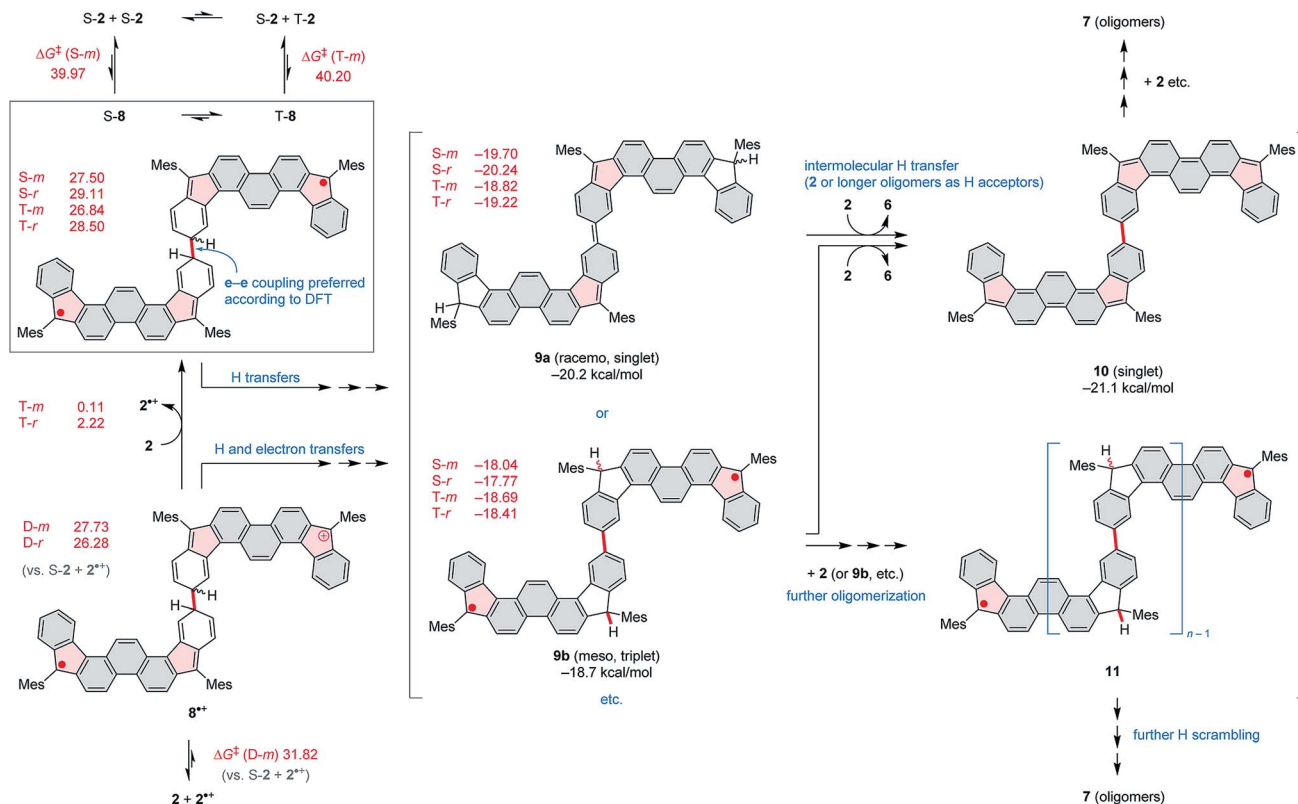 S-2 + S-2
S-2 + T-2
ΔG‡ (S-m)
39.97
ΔG‡ (T-m)
40.20
S-8
T-8
S-m 27.50
S-r 29.11
T-m 26.84
T-r 28.50
Mes
Mes
H
H
e–e coupling preferred
according to DFT
Mes
Mes
H transfers
T-m 0.11
T-r 2.22
2•+
2
H and electron transfers
D-m 27.73
D-r 26.28
(vs. S-2 + 2•+)
Mes
Mes
⊕
H
H
Mes
Mes
8•+
ΔG‡ (D-m) 31.82
(vs. S-2 + 2•+)
2 + 2•+
S-m –19.70
S-r –20.24
T-m –18.82
T-r –19.22
Mes
Mes
H
H
Mes
Mes
9a (racemo, singlet)
–20.2 kcal/mol
or
S-m –18.04
S-r –17.77
T-m –18.69
T-r –18.41
H
Mes
Mes
Mes
Mes
H
9b (meso, triplet)
–18.7 kcal/mol
etc.
intermolecular H transfer
(2 or longer oligomers as H acceptors)
2 6
2 6
+ 2 (or 9b, etc.)
further oligomerization
7 (oligomers)
+ 2 etc.
Mes
Mes
Mes
Mes
10 (singlet)
–21.1 kcal/mol
H
Mes
Mes
Mes
Mes
H
n – 1
11
further H scrambling
7 (oligomers)